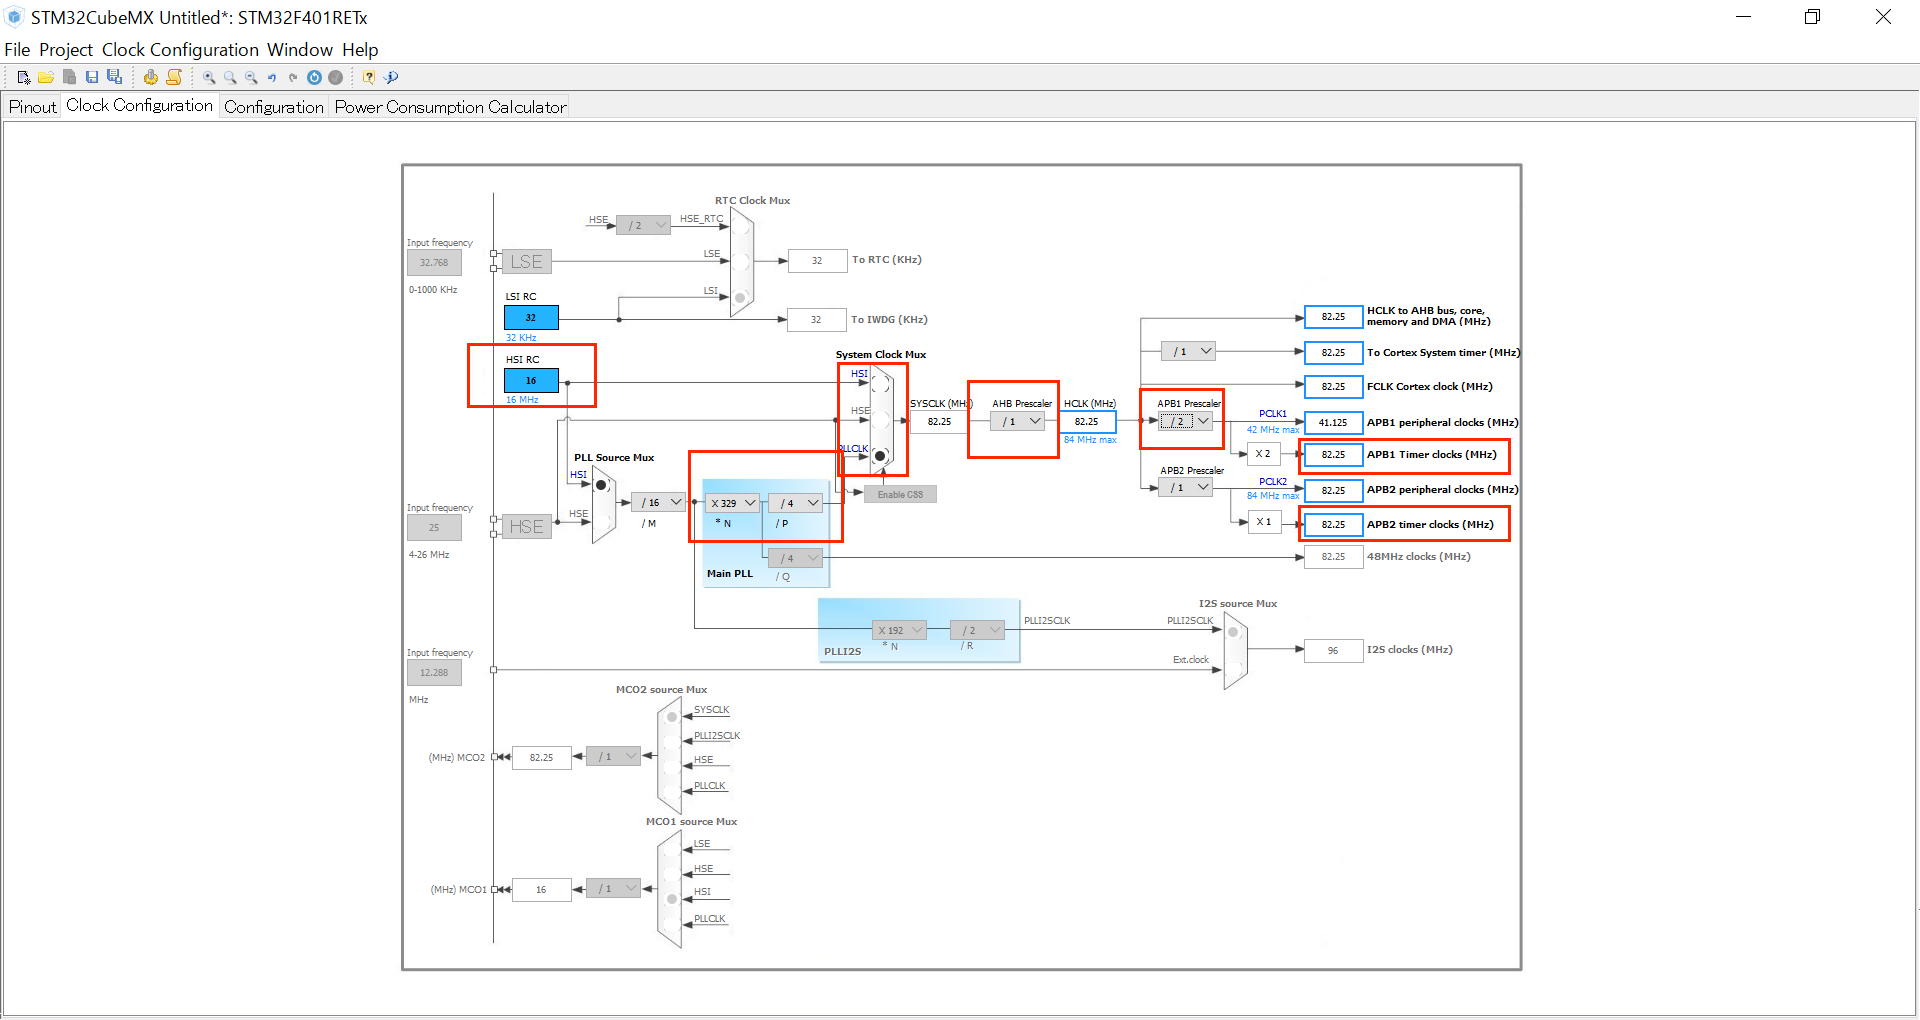 STM32CubeMX Untitled*: STM32F401RETx
File Project Clock Configuration Window Help
Pinout Clock Configuration Configuration Power Consumption Calculator
RTC Clock Mux
HSE / 2 HSE_RTC
Input frequency
32.768 LSE LSE 32 To RTC (KHz)
0-1000 KHz
LSI RC LSI
32 32 To IWDG (KHz)
32 KHz
HSI RC
16
16 MHz
System Clock Mux
HSI
HSE
PLLCLK
Enable CSS
SYSCLK (MHz)
82.25
AHB Prescaler
/ 1
HCLK (MHz)
82.25
84 MHz max
82.25 HCLK to AHB bus, core,
memory and DMA (MHz)
/ 1 82.25 To Cortex System timer (MHz)
82.25 FCLK Cortex clock (MHz)
APB1 Prescaler
/ 2
PCLK1
42 MHz max
41.125 APB1 peripheral clocks (MHz)
X 2 82.25 APB1 Timer clocks (MHz)
APB2 Prescaler
/ 1
PCLK2
84 MHz max
82.25 APB2 peripheral clocks (MHz)
X 1 82.25 APB2 timer clocks (MHz)
PLL Source Mux
HSI
HSE
/ 16
/ M
X 329 / 4
* N / P
/ 4
/ Q
Main PLL
82.25 48MHz clocks (MHz)
Input frequency
25 HSE
4-26 MHz
X 192 / 2
* N / R
PLLI2S
PLLI2SCLK
I2S source Mux
PLLI2SCLK
Ext.clock
96 I2S clocks (MHz)
Input frequency
12.288
MHz
MCO2 source Mux
SYSCLK
PLLI2SCLK
HSE
PLLCLK
(MHz) MCO2 82.25 / 1
MCO1 source Mux
LSE
HSE
HSI
PLLCLK
(MHz) MCO1 16 / 1